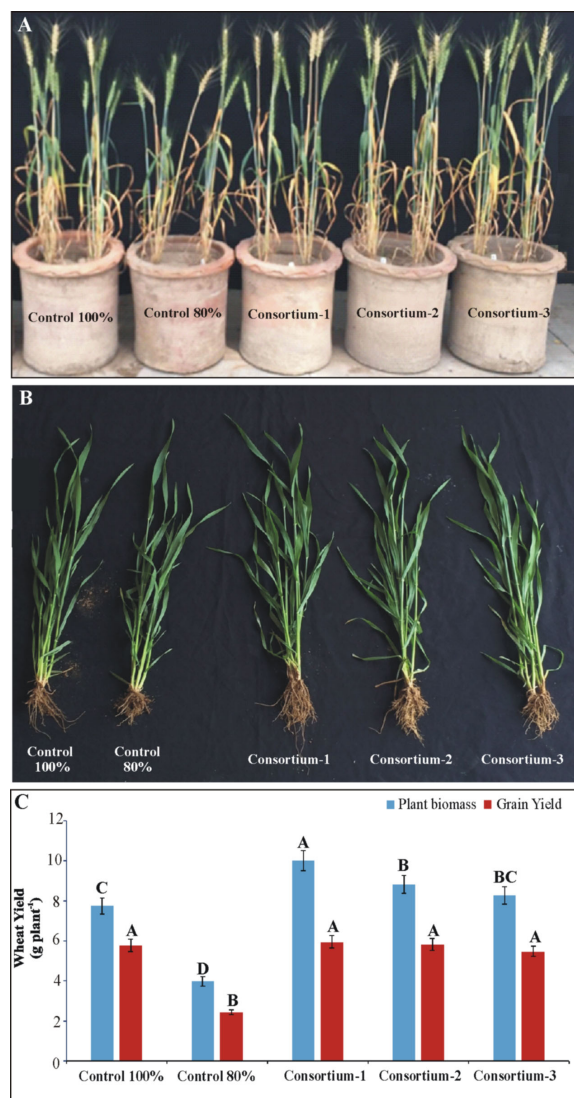 A
Control 100%
Control 80%
Consortium-1
Consortium-2
Consortium-3
B
Control
100%
Control
80%
Consortium-1
Consortium-2
Consortium-3
C
Plant biomass
Grain Yield
Wheat Yield
(g plant⁻¹)
12
10
8
6
4
2
0
C
A
D
B
A
A
B
A
BC
A
Control 100%
Control 80%
Consortium-1
Consortium-2
Consortium-3